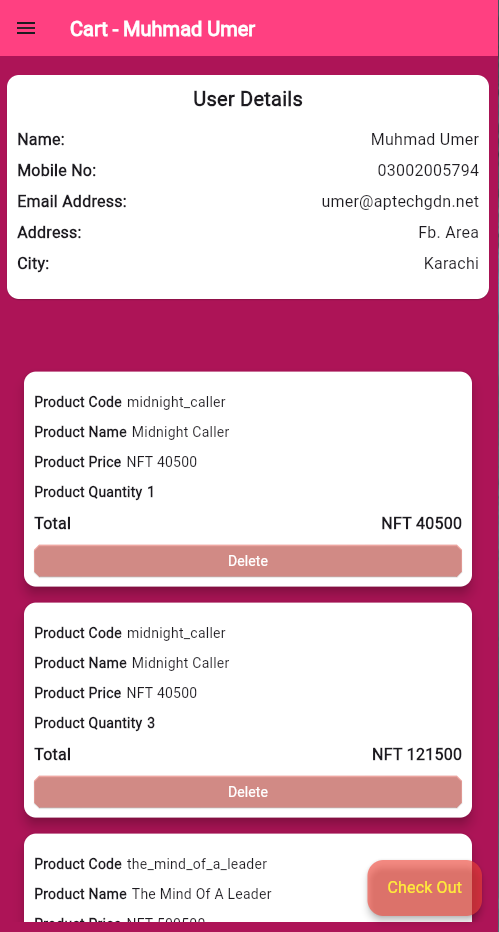 Cart - Muhmad Umer
User Details
Name: Muhmad Umer
Mobile No: 03002005794
Email Address: umer@aptechgdn.net
Address: Fb. Area
City: Karachi
Product Code midnight_caller
Product Name Midnight Caller
Product Price NFT 40500
Product Quantity 1
Total NFT 40500
Delete
Product Code midnight_caller
Product Name Midnight Caller
Product Price NFT 40500
Product Quantity 3
Total NFT 121500
Delete
Product Code the_mind_of_a_leader
Product Name The Mind Of A Leader
Product Price NFT
Check Out